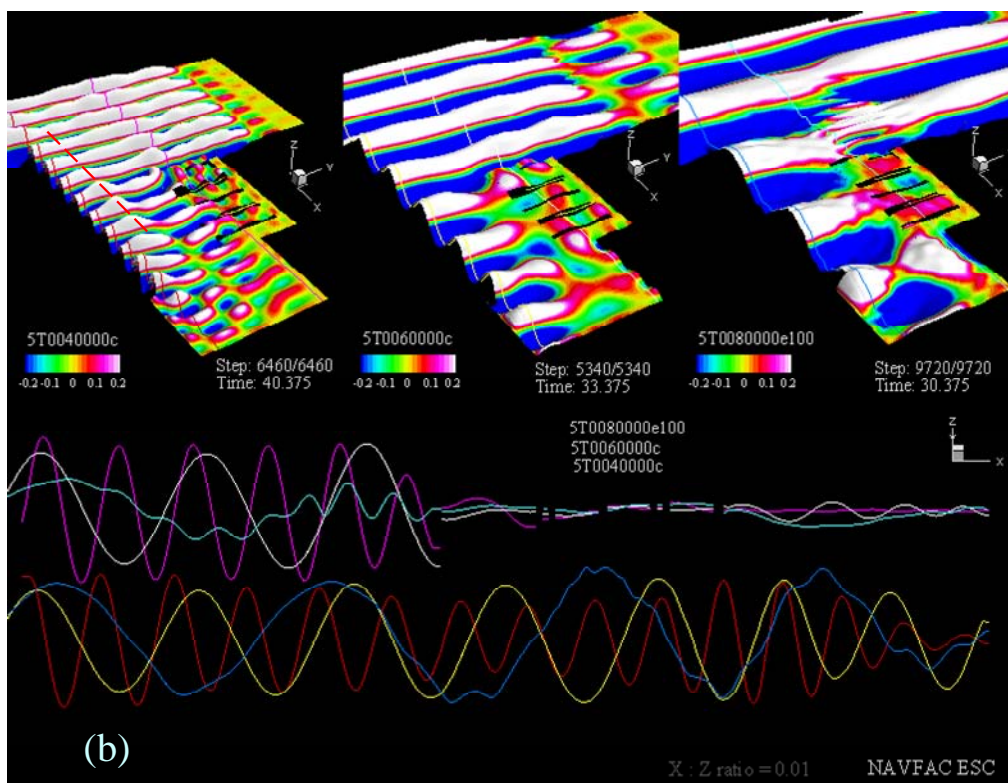 Z
Y
X
Z
Y
X
Z
X
5T0040000c
-0.2 -0.1 0 0.1 0.2
Step: 6460/6460
Time: 40.375
5T0060000c
-0.2 -0.1 0 0.1 0.2
Step: 5340/5340
Time: 33.375
5T0080000e100
-0.2 -0.1 0 0.1 0.2
Step: 9720/9720
Time: 30.375
5T0080000e100
5T0060000c
5T0040000c
Z
X
(b)
X : Z ratio = 0.01
NAVFAC ESC